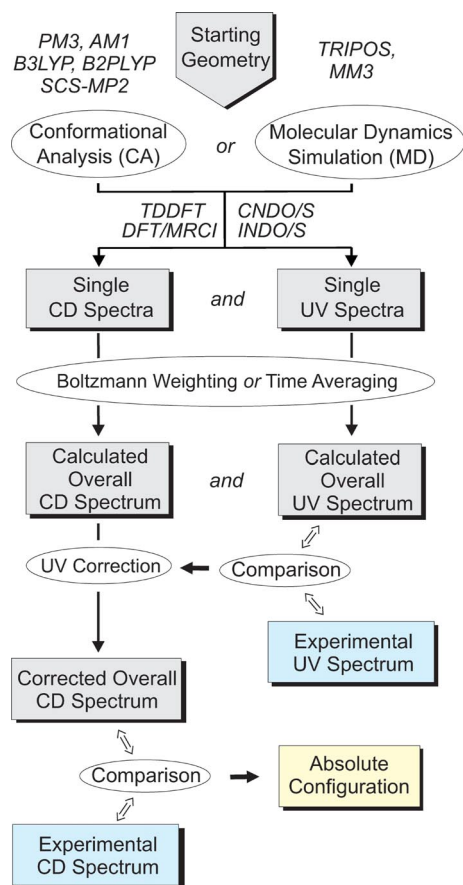 PM3, AM1
B3LYP, B2PLYP
SCS-MP2
Starting
Geometry
TRIPOS,
MM3
Conformational
Analysis (CA)
or
Molecular Dynamics
Simulation (MD)
TDDFT
DFT/MRCI
CNDO/S
INDO/S
Single
CD Spectra
and
Single
UV Spectra
Boltzmann Weighting or Time Averaging
Calculated
Overall
CD Spectrum
and
Calculated
Overall
UV Spectrum
UV Correction
Comparison
Experimental
UV Spectrum
Corrected Overall
CD Spectrum
Comparison
Absolute
Configuration
Experimental
CD Spectrum